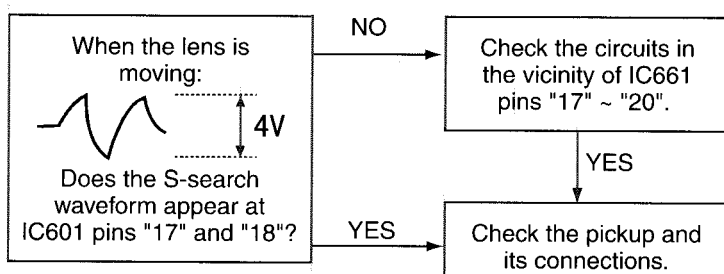 When the lens is
moving:
4V
Does the S-search
waveform appear at
IC601 pins "17" and "18"?
NO
Check the circuits in
the vicinity of IC661
pins "17" ~ "20".
YES
YES
Check the pickup and
its connections.